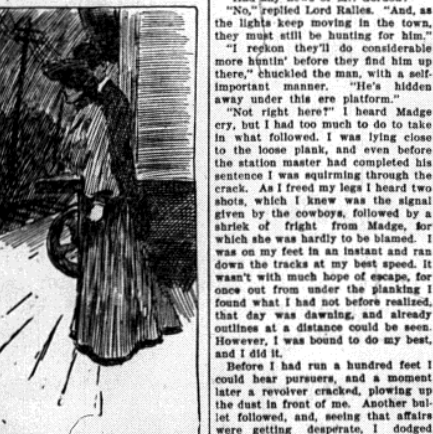 "No," replied Lord Ralles. "And, as
the lights keep moving in the town,
they must still be hunting for him."
"I reckon they'll do considerable
more huntin' before they find him up
there," chuckled the man, with a self-
important manner. "He's hidden
away under this ere platform."
"Not right here?" I heard Madge
cry, but I had too much to do to take
in what followed. I was lying close
to the loose plank, and even before
the station master had completed his
sentence I was squirming through the
crack. As I freed my legs I heard two
shots, which I knew was the signal
given by the cowboys, followed by a
shriek of fright from Madge, for
which she was hardly to be blamed. I
was on my feet in an instant and ran
down the tracks at my best speed. It
wasn't with much hope of escape, for
once out from under the planking I
found what I had not before realized,
that day was dawning, and already
outlines at a distance could be seen.
However, I was bound to do my best,
and I did it.
Before I had run a hundred feet I
could hear pursuers, and a moment
later a revolver cracked, plowing up
the dust in front of me. Another bul-
let followed, and, seeing that affairs
were getting desperate, I dodged